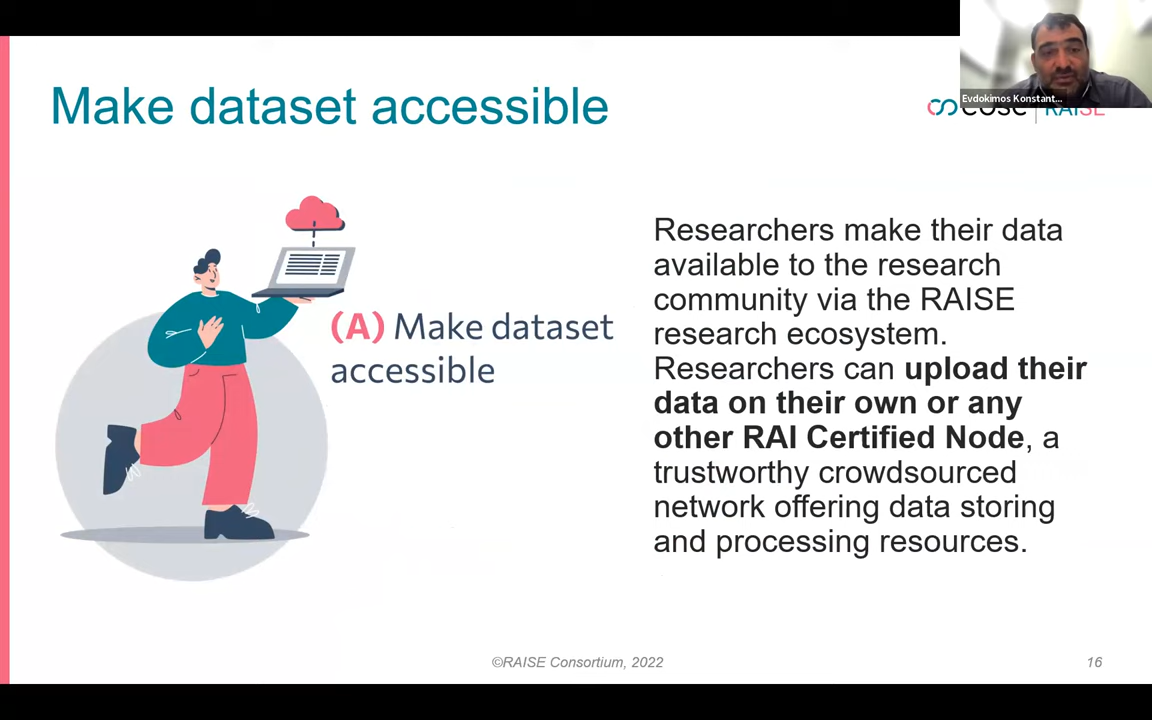 Make dataset accessible
Evdokimos Konstant...
eosc | RAISE
(A) Make dataset
accessible
Researchers make their data
available to the research
community via the RAISE
research ecosystem.
Researchers can upload their
data on their own or any
other RAI Certified Node, a
trustworthy crowdsourced
network offering data storing
and processing resources.
©RAISE Consortium, 2022
16